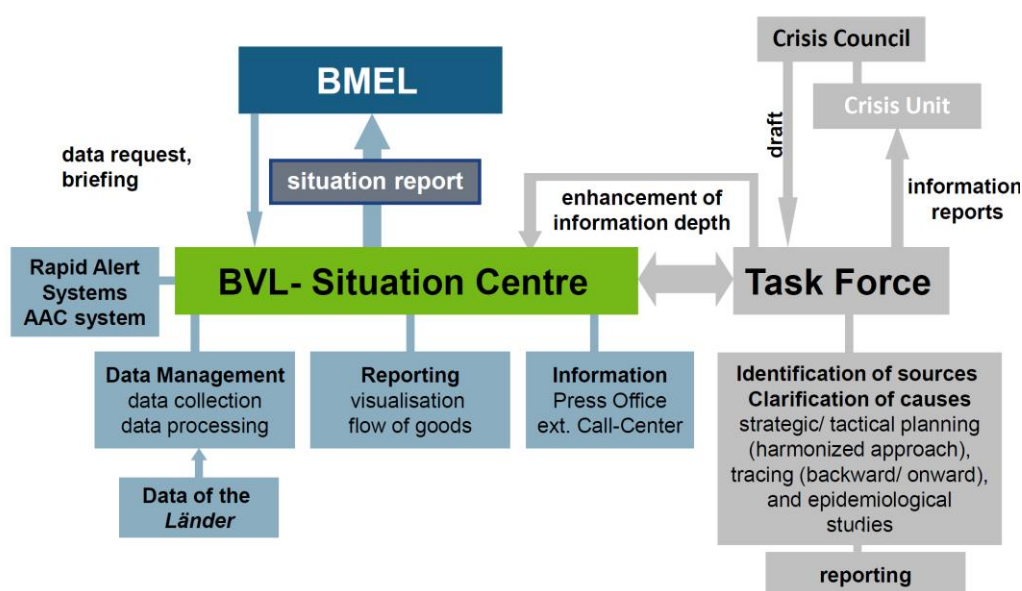 BMEL
Crisis Council
Crisis Unit
data request,
briefing
situation report
draft
enhancement of
information depth
information
reports
Rapid Alert
Systems
AAC system
BVL- Situation Centre
Task Force
Data Management
data collection
data processing
Reporting
visualisation
flow of goods
Information
Press Office
ext. Call-Center
Identification of sources
Clarification of causes
strategic/ tactical planning
(harmonized approach),
tracing (backward/ onward),
and epidemiological
studies
Data of the
Länder
reporting